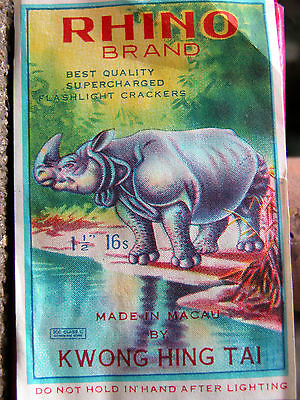 RHINO
BRAND
BEST QUALITY
SUPERCHARGED
FLASHLIGHT CRACKERS
1½" 16s
MADE IN MACAU
BY
KWONG HING TAI
DO NOT HOLD IN HAND AFTER LIGHTING